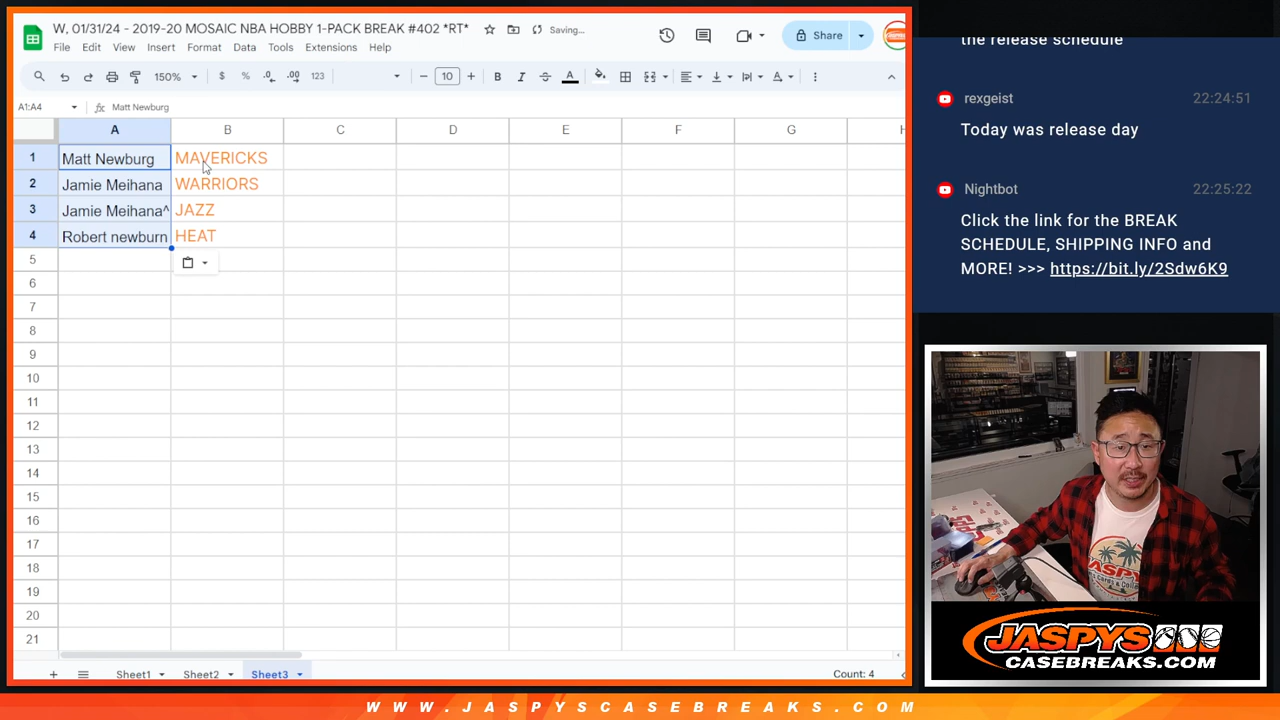 W, 01/31/24 - 2019-20 MOSAIC NBA HOBBY 1-PACK BREAK #402 *RT*
Saving...
File Edit View Insert Format Data Tools Extensions Help
Share
150% $ % .0 .00 123 10 B I A
A1:A4 fx Matt Newburg
A B C D E F G H
1 Matt Newburg MAVERICKS
2 Jamie Meihana WARRIORS
3 Jamie Meihana^ JAZZ
4 Robert newburn HEAT
5
6
7
8
9
10
11
12
13
14
15
16
17
18
19
20
21
Sheet1 Sheet2 Sheet3 Count: 4
the release schedule
rexgeist 22:24:51
Today was release day
Nightbot 22:25:22
Click the link for the BREAK
SCHEDULE, SHIPPING INFO and
MORE! >>> https://bit.ly/2Sdw6K9
JASPYS
CASEBREAKS.COM
WWW.JASPYSCASEBREAKS.COM